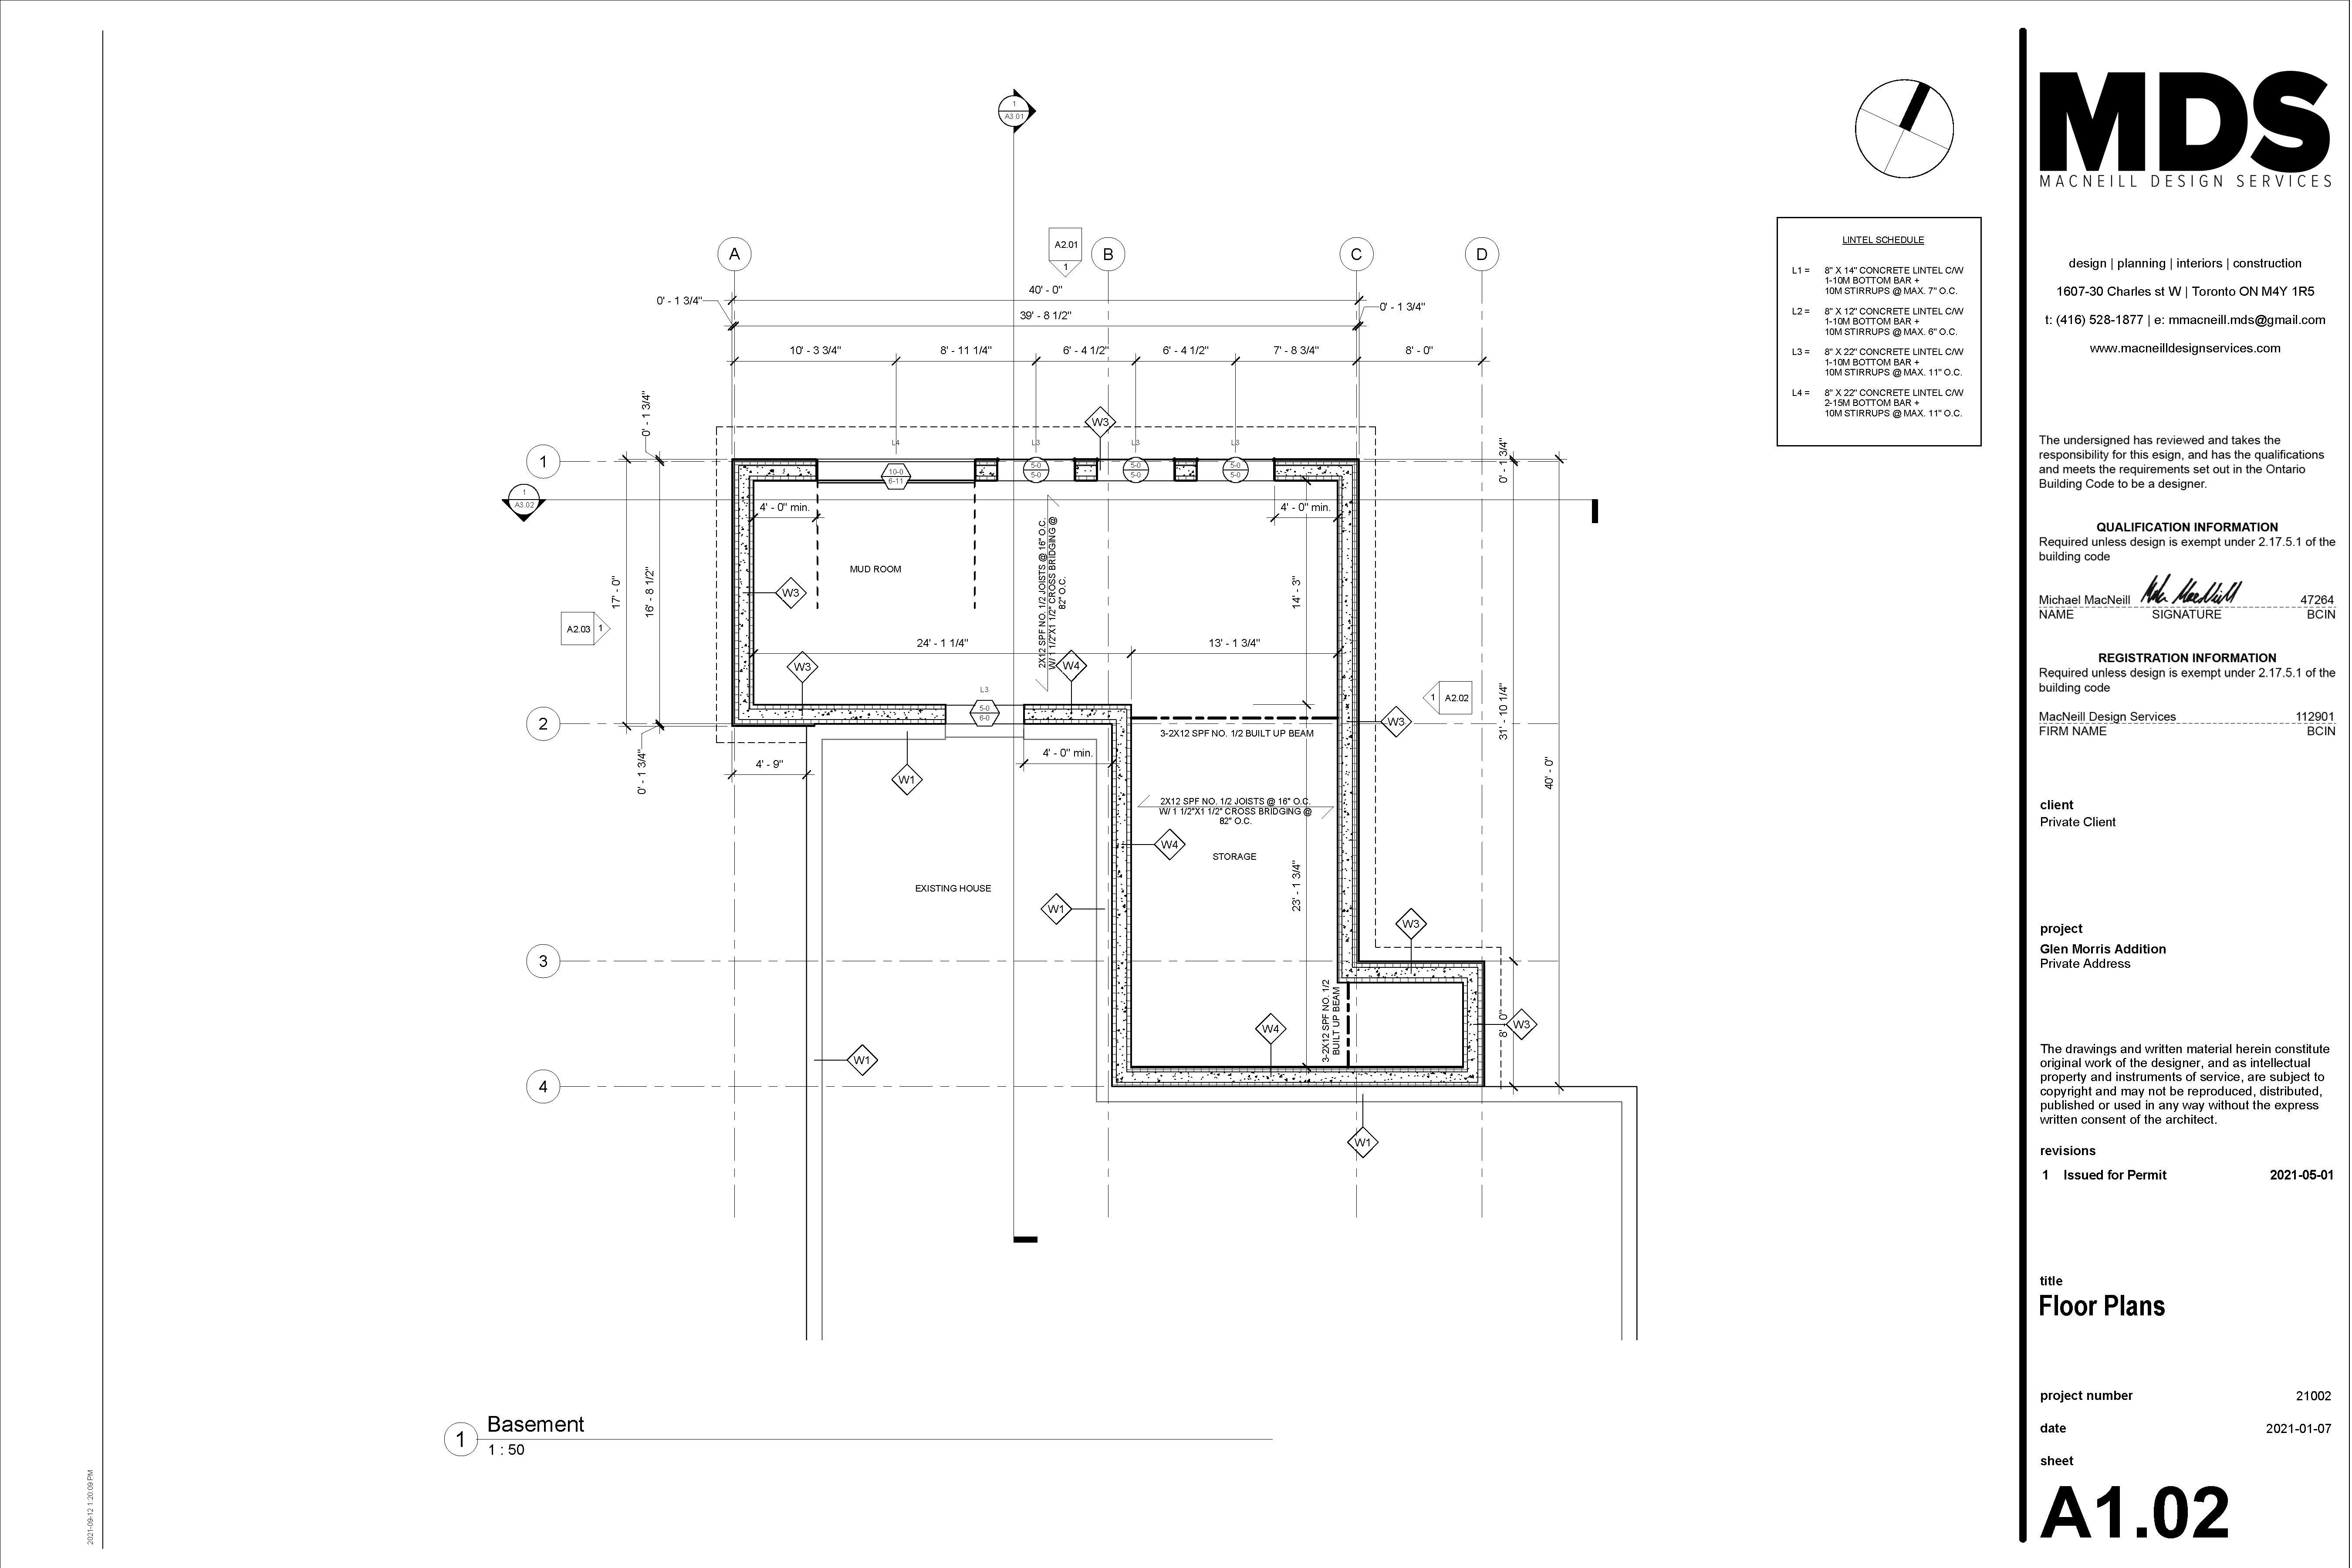 1
A3.01
A2.01
1
A
B
C
D
40' - 0"
0' - 1 3/4"
0' - 1 3/4"
39' - 8 1/2"
10' - 3 3/4"
8' - 11 1/4"
6' - 4 1/2"
6' - 4 1/2"
7' - 8 3/4"
8' - 0"
0' - 1 3/4"
W3
0' - 1 3/4"
L4
L3
L3
L3
1
10-0
6-11
5-0
5-0
5-0
5-0
5-0
5-0
1
A3.02
4' - 0" min.
4' - 0" min.
2X12 SPF NO. 1/2 JOISTS @ 16" O.C.
W/ 1 1/2"X1 1/2" CROSS BRIDGING @
82" O.C.
MUD ROOM
17' - 0"
16' - 8 1/2"
W3
14' - 3"
A2.03
1
24' - 1 1/4"
13' - 1 3/4"
W3
W4
L3
5-0
6-0
1
A2.02
31' - 10 1/4"
2
W3
3-2X12 SPF NO. 1/2 BUILT UP BEAM
0' - 1 3/4"
4' - 9"
W1
4' - 0" min.
40' - 0"
2X12 SPF NO. 1/2 JOISTS @ 16" O.C.
W/ 1 1/2"X1 1/2" CROSS BRIDGING @
82" O.C.
W4
STORAGE
EXISTING HOUSE
23' - 1 3/4"
W1
W3
3
3-2X12 SPF NO. 1/2
BUILT UP BEAM
W4
8' - 0"
W3
W1
4
W1
1
Basement
1 : 50
2021-09-12 1:20:09 PM
LINTEL SCHEDULE
L1 = 8" X 14" CONCRETE LINTEL C/W
1-10M BOTTOM BAR +
10M STIRRUPS @ MAX. 7" O.C.
L2 = 8" X 12" CONCRETE LINTEL C/W
1-10M BOTTOM BAR +
10M STIRRUPS @ MAX. 6" O.C.
L3 = 8" X 22" CONCRETE LINTEL C/W
1-10M BOTTOM BAR +
10M STIRRUPS @ MAX. 11" O.C.
L4 = 8" X 22" CONCRETE LINTEL C/W
2-15M BOTTOM BAR +
10M STIRRUPS @ MAX. 11" O.C.
MDS
MACNEILL DESIGN SERVICES
design | planning | interiors | construction
1607-30 Charles st W | Toronto ON M4Y 1R5
t: (416) 528-1877 | e: mmacneill.mds@gmail.com
www.macneilldesignservices.com
The undersigned has reviewed and takes the
responsibility for this esign, and has the qualifications
and meets the requirements set out in the Ontario
Building Code to be a designer.
QUALIFICATION INFORMATION
Required unless design is exempt under 2.17.5.1 of the
building code
Michael MacNeill Mike MacNeill 47264
NAME SIGNATURE BCIN
REGISTRATION INFORMATION
Required unless design is exempt under 2.17.5.1 of the
building code
MacNeill Design Services 112901
FIRM NAME BCIN
client
Private Client
project
Glen Morris Addition
Private Address
The drawings and written material herein constitute
original work of the designer, and as intellectual
property and instruments of service, are subject to
copyright and may not be reproduced, distributed,
published or used in any way without the express
written consent of the architect.
revisions
1 Issued for Permit 2021-05-01
title
Floor Plans
project number 21002
date 2021-01-07
sheet
A1.02